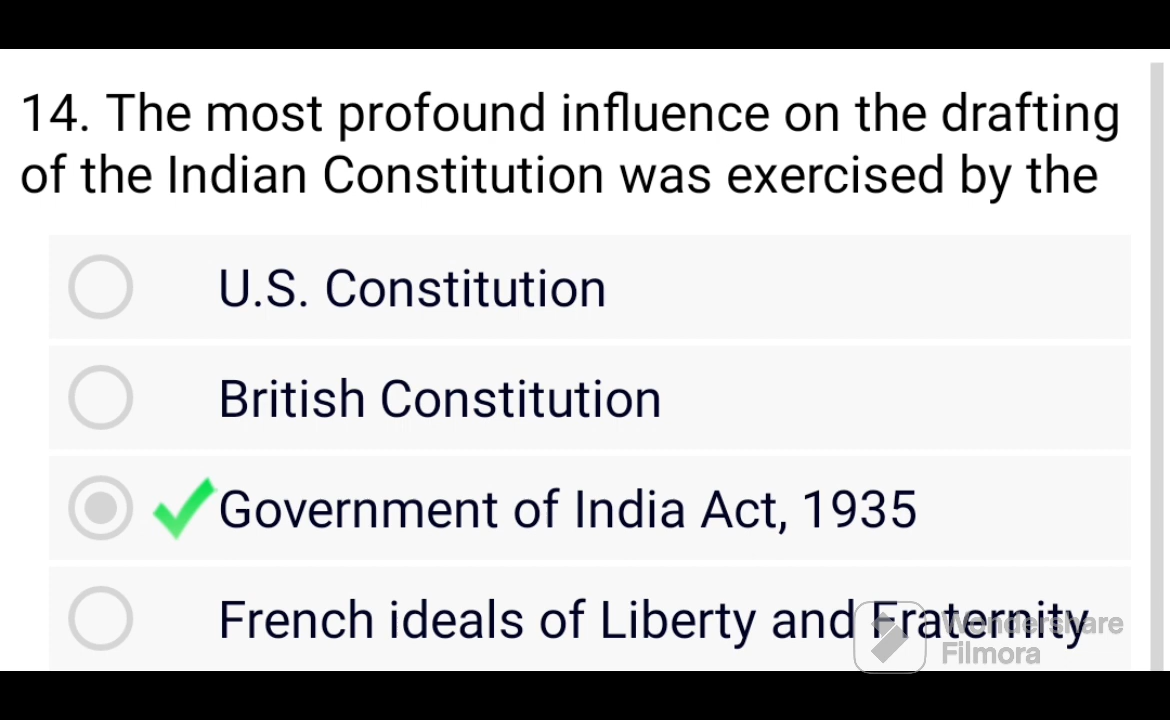 14. The most profound influence on the drafting
of the Indian Constitution was exercised by the
U.S. Constitution
British Constitution
Government of India Act, 1935
French ideals of Liberty and Fraternity
Wondershare
Filmora